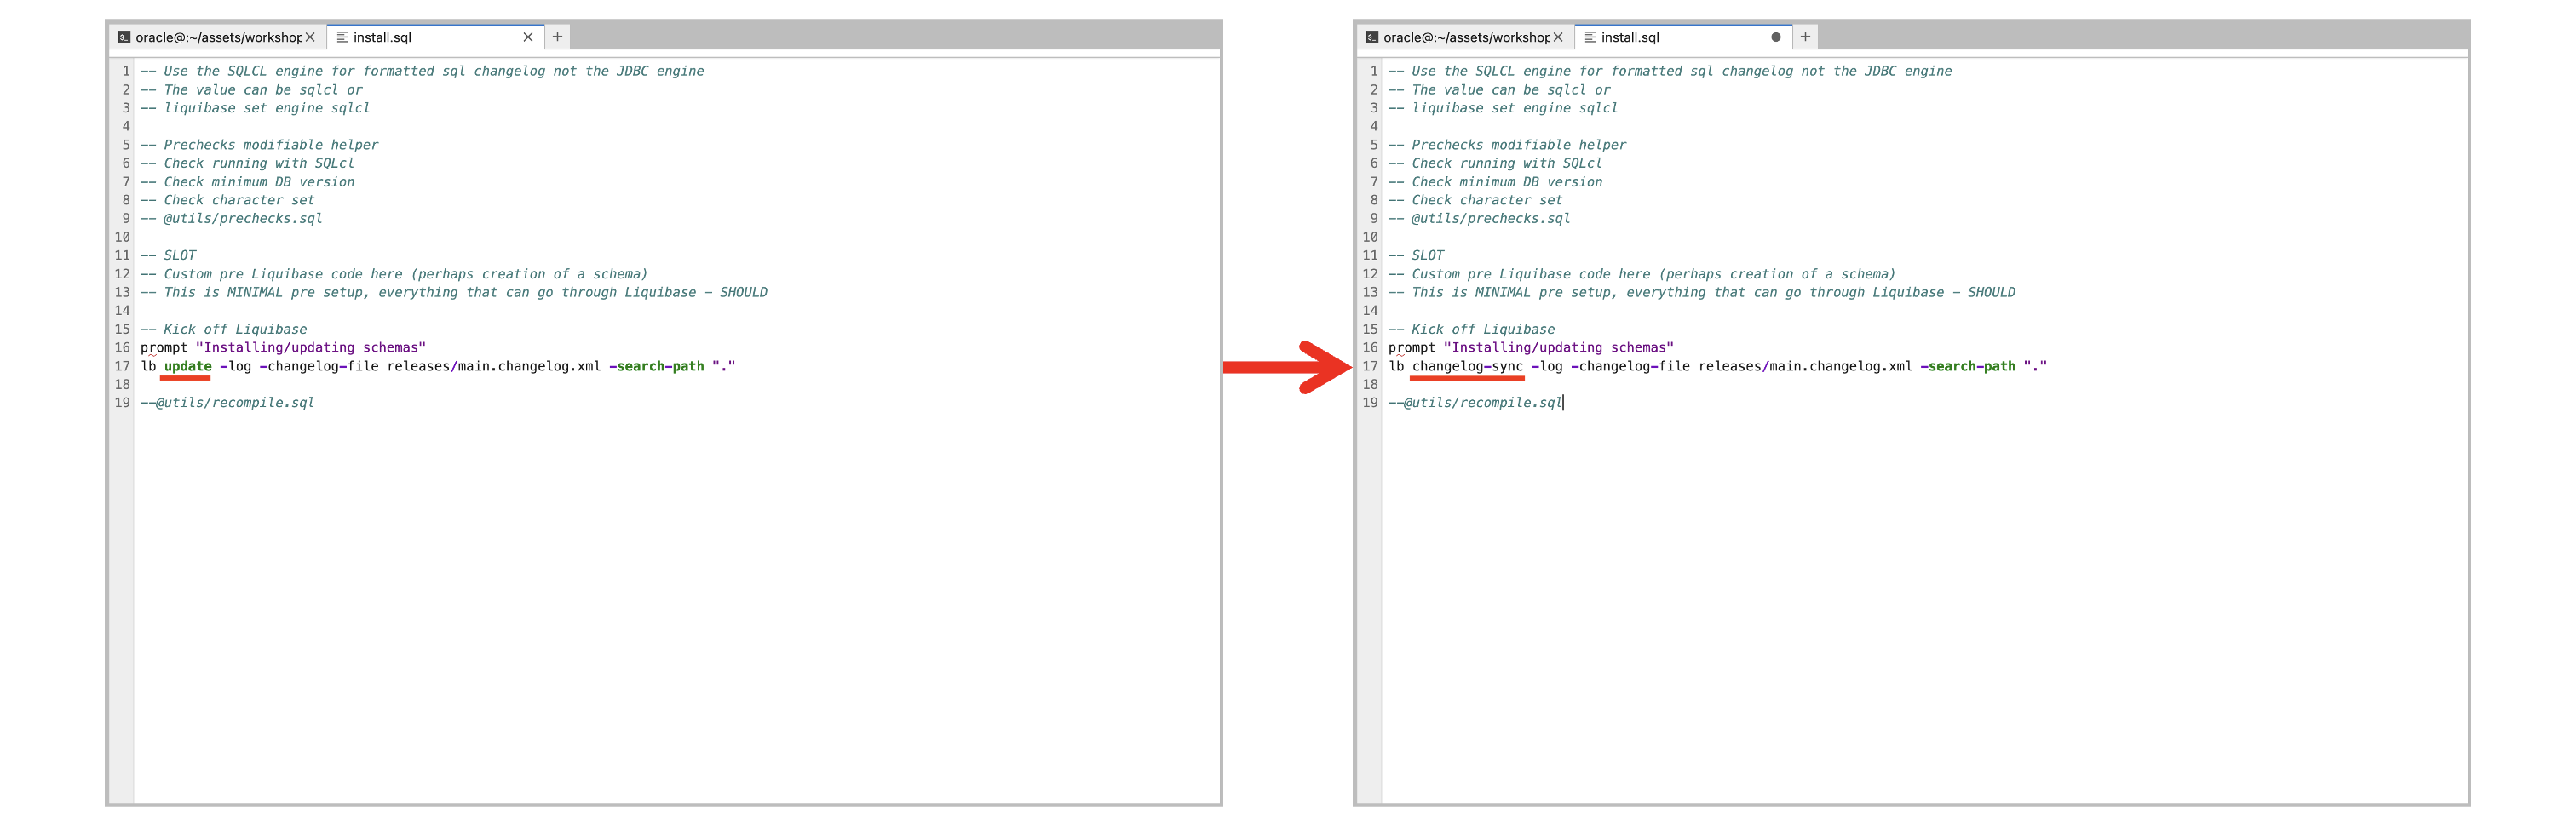 oracle@:~/assets/workshop
install.sql
1 -- Use the SQLCL engine for formatted sql changelog not the JDBC engine
2 -- The value can be sqlcl or
3 -- liquibase set engine sqlcl
4
5 -- Prechecks modifiable helper
6 -- Check running with SQLcl
7 -- Check minimum DB version
8 -- Check character set
9 -- @utils/prechecks.sql
10
11 -- SLOT
12 -- Custom pre Liquibase code here (perhaps creation of a schema)
13 -- This is MINIMAL pre setup, everything that can go through Liquibase - SHOULD
14
15 -- Kick off Liquibase
16 prompt "Installing/updating schemas"
17 lb update -log -changelog-file releases/main.changelog.xml -search-path "."
18
19 --@utils/recompile.sql
oracle@:~/assets/workshop
install.sql
1 -- Use the SQLCL engine for formatted sql changelog not the JDBC engine
2 -- The value can be sqlcl or
3 -- liquibase set engine sqlcl
4
5 -- Prechecks modifiable helper
6 -- Check running with SQLcl
7 -- Check minimum DB version
8 -- Check character set
9 -- @utils/prechecks.sql
10
11 -- SLOT
12 -- Custom pre Liquibase code here (perhaps creation of a schema)
13 -- This is MINIMAL pre setup, everything that can go through Liquibase - SHOULD
14
15 -- Kick off Liquibase
16 prompt "Installing/updating schemas"
17 lb changelog-sync -log -changelog-file releases/main.changelog.xml -search-path "."
18
19 --@utils/recompile.sql